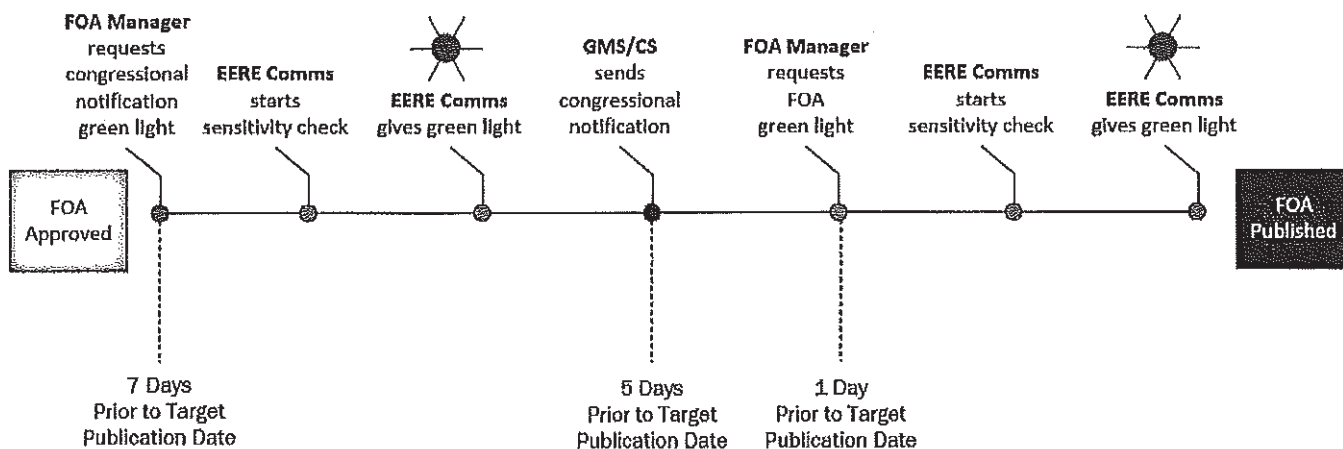 FOA Manager
requests
congressional
notification
green light
EERE Comms
starts
sensitivity check
EERE Comms
gives green light
GMS/CS
sends
congressional
notification
FOA Manager
requests
FOA
green light
EERE Comms
starts
sensitivity check
EERE Comms
gives green light
FOA
Approved
FOA
Published
7 Days
Prior to Target
Publication Date
5 Days
Prior to Target
Publication Date
1 Day
Prior to Target
Publication Date